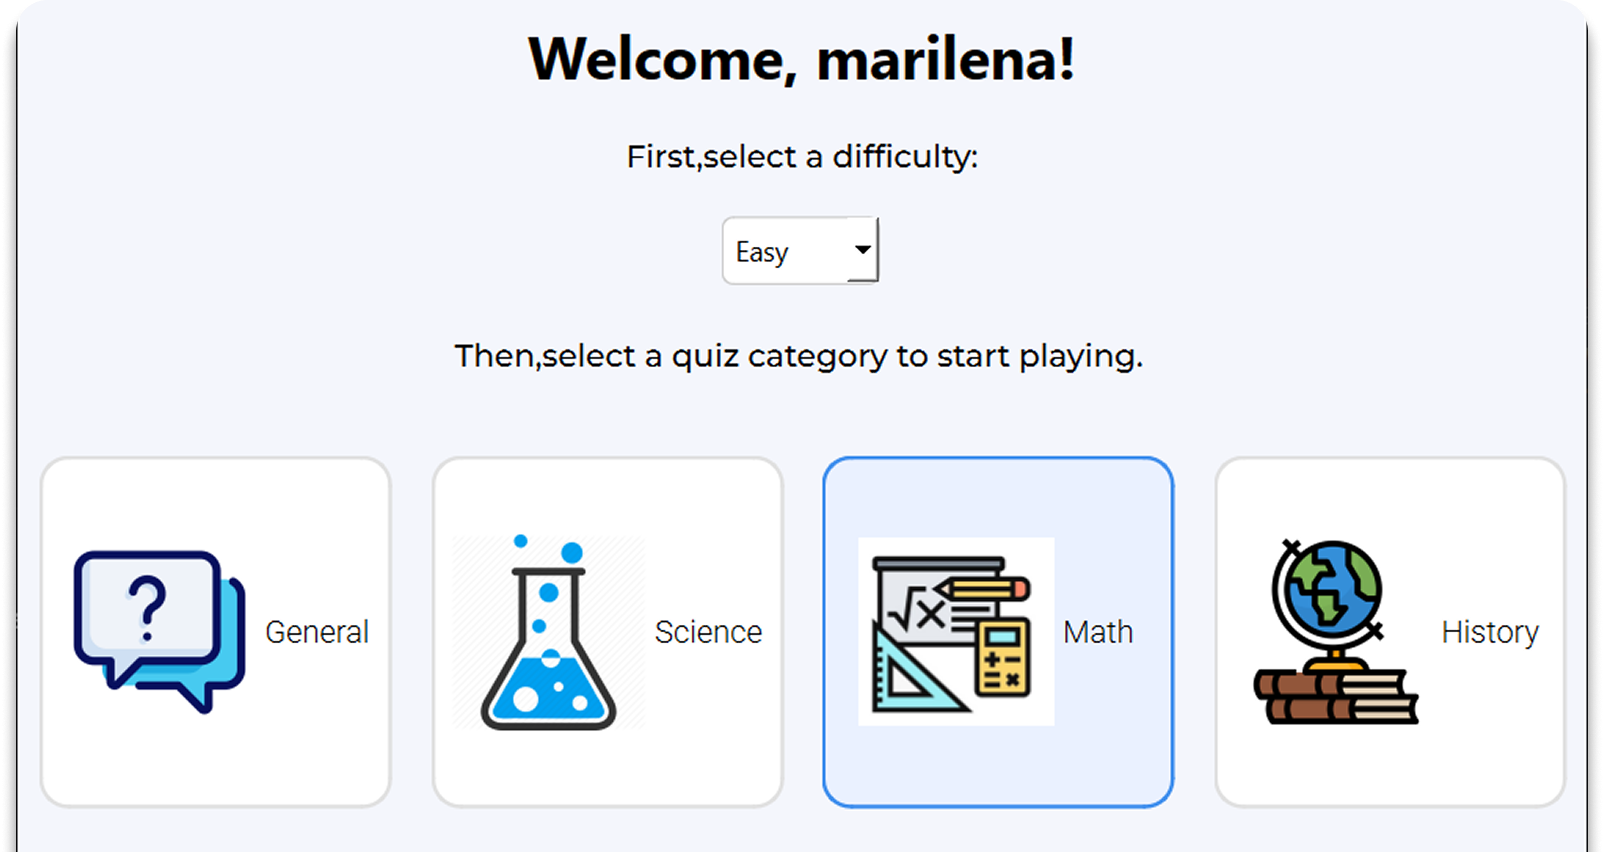 Welcome, marilena!
First,select a difficulty:
Easy
Then,select a quiz category to start playing.
General
Science
Math
History